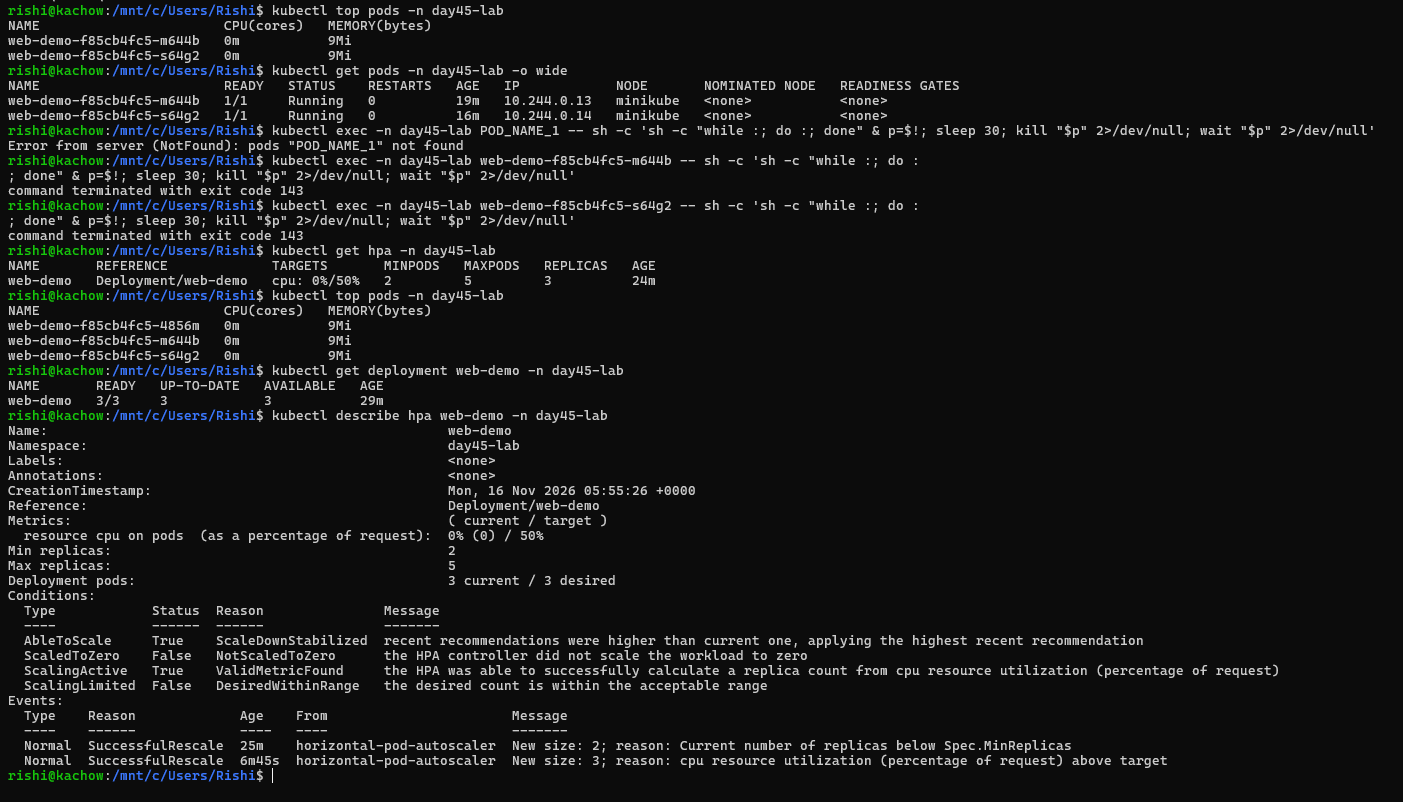 rishi@kachow:/mnt/c/Users/Rishi$ kubectl top pods -n day45-lab
NAME                       CPU(cores)   MEMORY(bytes)
web-demo-f85cb4fc5-m644b   0m           9Mi
web-demo-f85cb4fc5-s64g2   0m           9Mi
rishi@kachow:/mnt/c/Users/Rishi$ kubectl get pods -n day45-lab -o wide
NAME                       READY   STATUS    RESTARTS   AGE   IP            NODE       NOMINATED NODE   READINESS GATES
web-demo-f85cb4fc5-m644b   1/1     Running   0          19m   10.244.0.13   minikube   <none>           <none>
web-demo-f85cb4fc5-s64g2   1/1     Running   0          16m   10.244.0.14   minikube   <none>           <none>
rishi@kachow:/mnt/c/Users/Rishi$ kubectl exec -n day45-lab POD_NAME_1 -- sh -c 'sh -c "while :; do :; done" & p=$!; sleep 30; kill "$p" 2>/dev/null; wait "$p" 2>/dev/null'
Error from server (NotFound): pods "POD_NAME_1" not found
rishi@kachow:/mnt/c/Users/Rishi$ kubectl exec -n day45-lab web-demo-f85cb4fc5-m644b -- sh -c 'sh -c "while :; do :
; done" & p=$!; sleep 30; kill "$p" 2>/dev/null; wait "$p" 2>/dev/null'
command terminated with exit code 143
rishi@kachow:/mnt/c/Users/Rishi$ kubectl exec -n day45-lab web-demo-f85cb4fc5-s64g2 -- sh -c 'sh -c "while :; do :
; done" & p=$!; sleep 30; kill "$p" 2>/dev/null; wait "$p" 2>/dev/null'
command terminated with exit code 143
rishi@kachow:/mnt/c/Users/Rishi$ kubectl get hpa -n day45-lab
NAME       REFERENCE             TARGETS       MINPODS   MAXPODS   REPLICAS   AGE
web-demo   Deployment/web-demo   cpu: 0%/50%   2         5         3          24m
rishi@kachow:/mnt/c/Users/Rishi$ kubectl top pods -n day45-lab
NAME                       CPU(cores)   MEMORY(bytes)
web-demo-f85cb4fc5-4856m   0m           9Mi
web-demo-f85cb4fc5-m644b   0m           9Mi
web-demo-f85cb4fc5-s64g2   0m           9Mi
rishi@kachow:/mnt/c/Users/Rishi$ kubectl get deployment web-demo -n day45-lab
NAME       READY   UP-TO-DATE   AVAILABLE   AGE
web-demo   3/3     3            3           29m
rishi@kachow:/mnt/c/Users/Rishi$ kubectl describe hpa web-demo -n day45-lab
Name:                                                  web-demo
Namespace:                                             day45-lab
Labels:                                                <none>
Annotations:                                           <none>
CreationTimestamp:                                     Mon, 16 Nov 2026 05:55:26 +0000
Reference:                                             Deployment/web-demo
Metrics:                                               ( current / target )
  resource cpu on pods  (as a percentage of request):  0% (0) / 50%
Min replicas:                                          2
Max replicas:                                          5
Deployment pods:                                       3 current / 3 desired
Conditions:
  Type            Status  Reason               Message
  ----            ------  ------               -------
  AbleToScale     True    ScaleDownStabilized  recent recommendations were higher than current one, applying the highest recent recommendation
  ScaledToZero    False   NotScaledToZero      the HPA controller did not scale the workload to zero
  ScalingActive   True    ValidMetricFound     the HPA was able to successfully calculate a replica count from cpu resource utilization (percentage of request)
  ScalingLimited  False   DesiredWithinRange   the desired count is within the acceptable range
Events:
  Type    Reason             Age    From                       Message
  ----    ------             ----   ----                       -------
  Normal  SuccessfulRescale  25m    horizontal-pod-autoscaler  New size: 2; reason: Current number of replicas below Spec.MinReplicas
  Normal  SuccessfulRescale  6m45s  horizontal-pod-autoscaler  New size: 3; reason: cpu resource utilization (percentage of request) above target
rishi@kachow:/mnt/c/Users/Rishi$